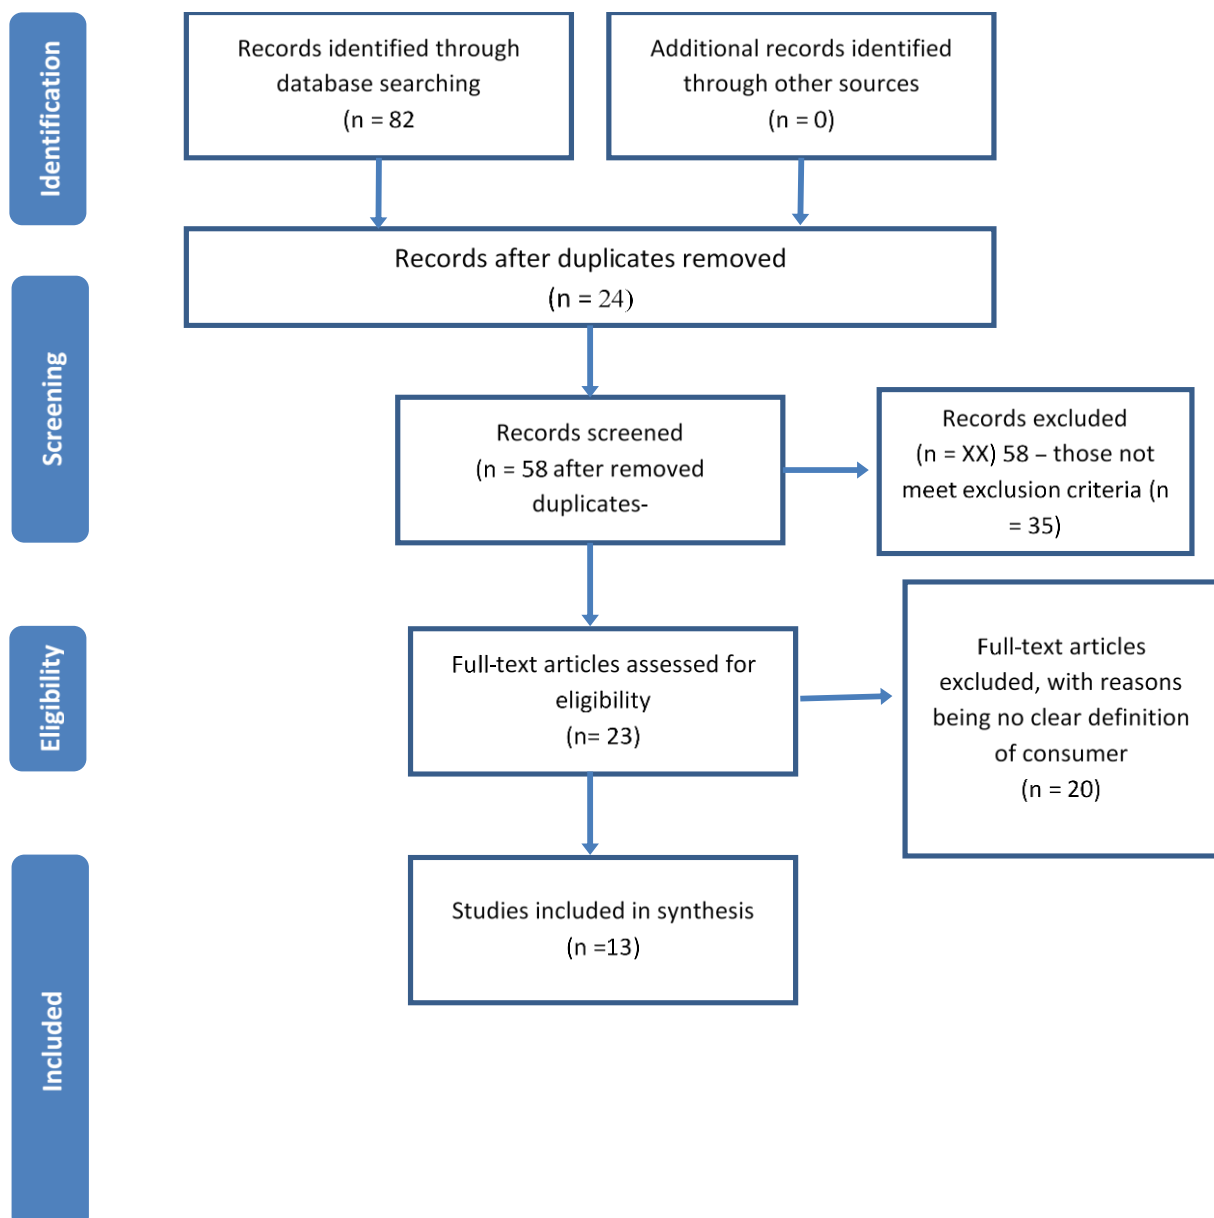 Identification
Records identified through
database searching
(n = 82
Additional records identified
through other sources
(n = 0)
Records after duplicates removed
(n = 24)
Screening
Records screened
(n = 58 after removed
duplicates-
Records excluded
(n = XX) 58 – those not
meet exclusion criteria (n
= 35)
Eligibility
Full-text articles assessed for
eligibility
(n= 23)
Full-text articles
excluded, with reasons
being no clear definition
of consumer
(n = 20)
Included
Studies included in synthesis
(n =13)